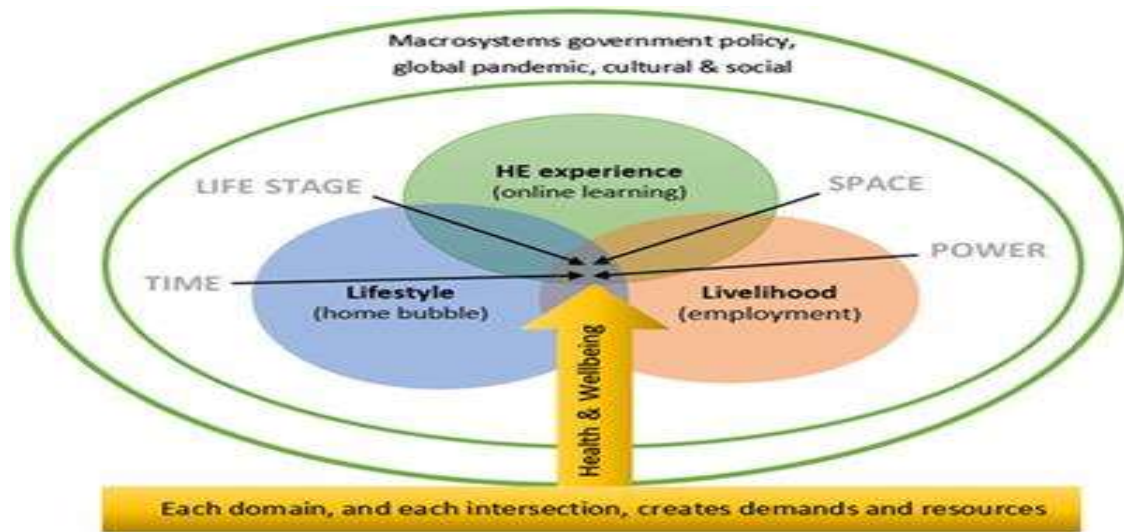 Macrosystems government policy,
global pandemic, cultural & social
HE experience
(online learning)
LIFE STAGE
SPACE
TIME
POWER
Lifestyle
(home bubble)
Livelihood
(employment)
Health & Wellbeing
Each domain, and each intersection, creates demands and resources